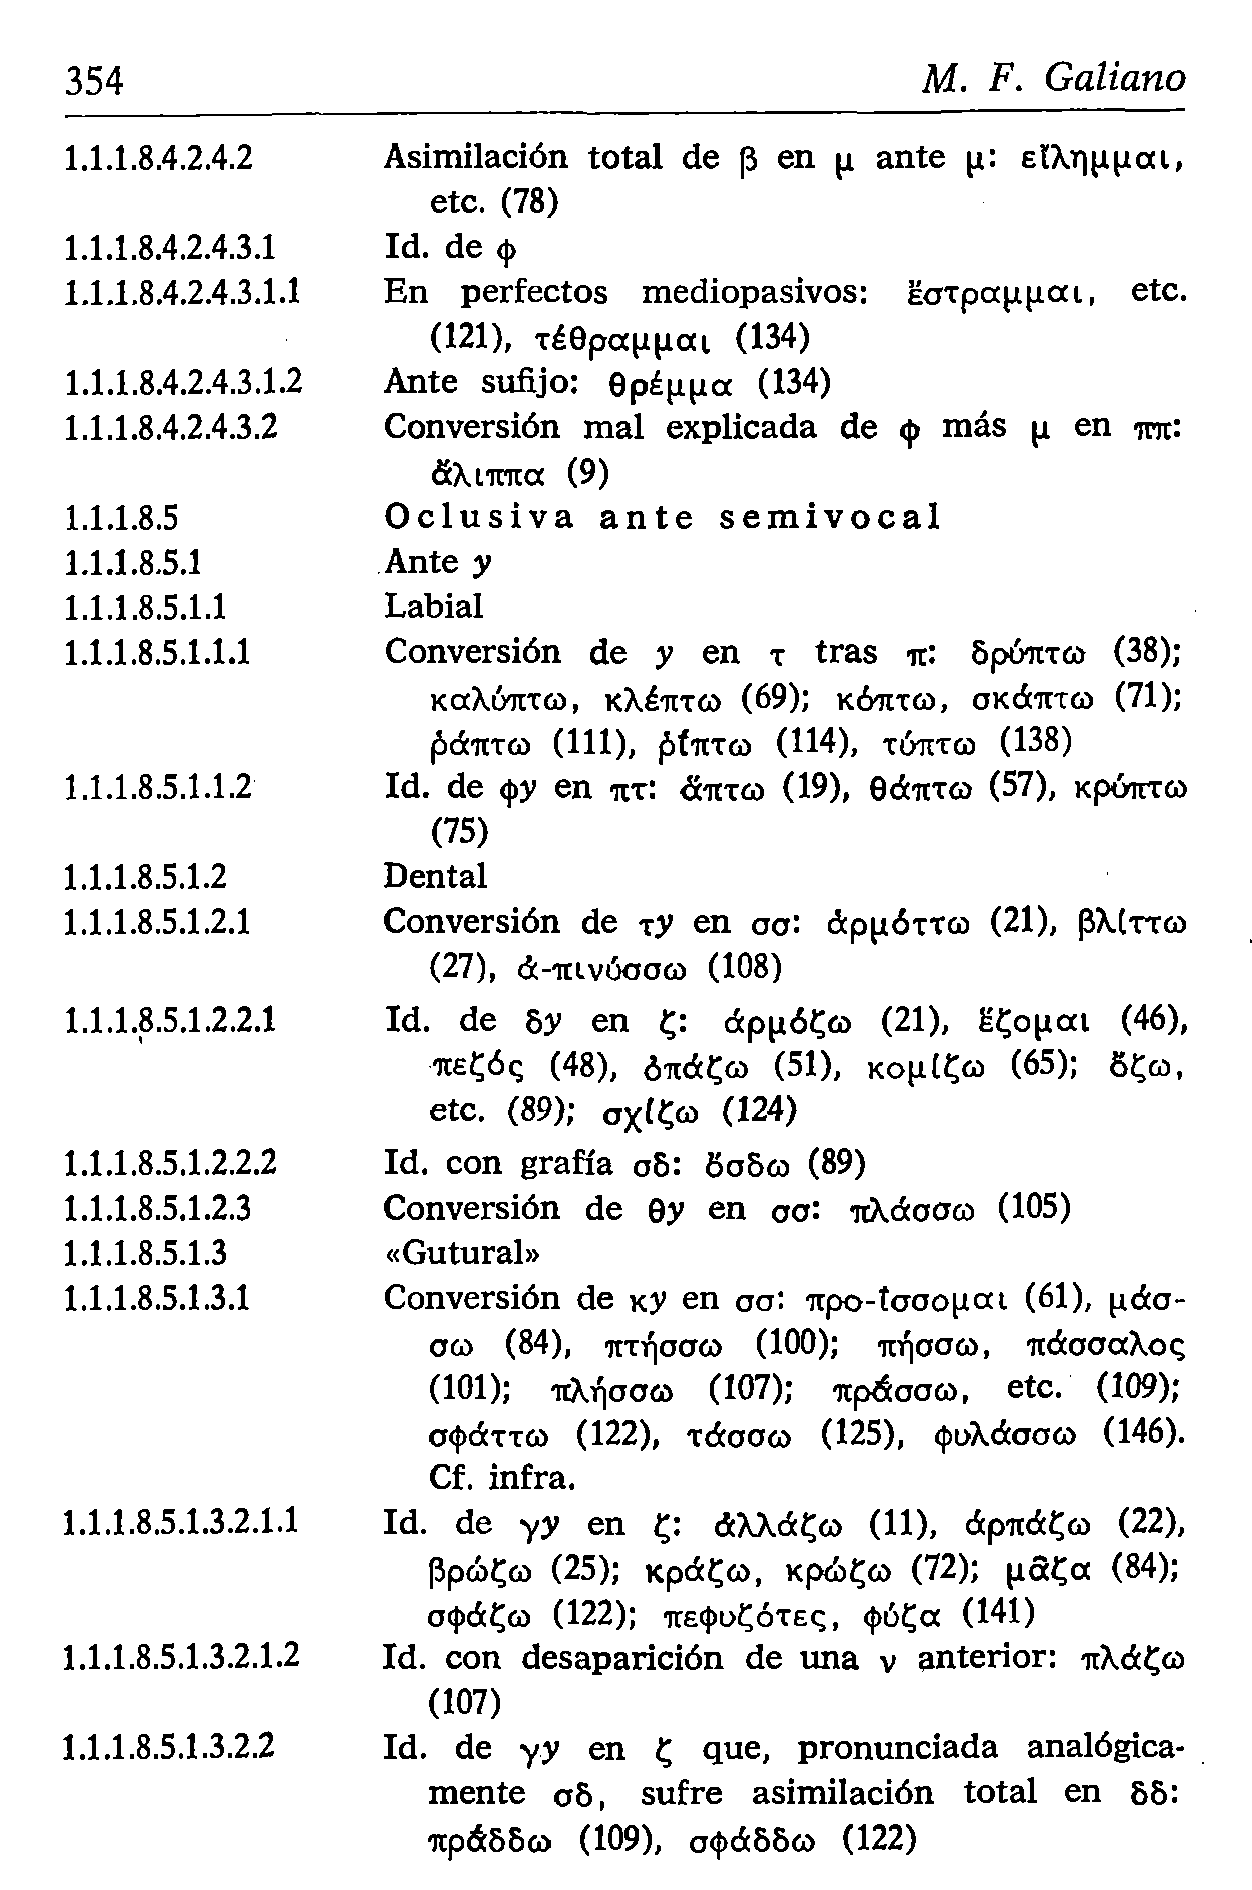 354 M. F. Galiano
1.1.1.8.4.2.4.2 Asimilación total de β en μ ante μ: εἴλημμαι,
etc. (78)
1.1.1.8.4.2.4.3.1 Id. de φ
1.1.1.8.4.2.4.3.1.1 En perfectos mediopasivos: ἔστραμμαι, etc.
(121), τέθραμμαι (134)
1.1.1.8.4.2.4.3.1.2 Ante sufijo: θρέμμα (134)
1.1.1.8.4.2.4.3.2 Conversión mal explicada de φ más μ en ππ:
ἄλιππα (9)
1.1.1.8.5 Oclusiva ante semivocal
1.1.1.8.5.1 Ante y
1.1.1.8.5.1.1 Labial
1.1.1.8.5.1.1.1 Conversión de y en τ tras π: δρύπτω (38);
καλύπτω, κλέπτω (69); κόπτω, σκάπτω (71);
ῥάπτω (111), ῥίπτω (114), τύπτω (138)
1.1.1.8.5.1.1.2 Id. de φy en πτ: ἅπτω (19), θάπτω (57), κρύπτω
(75)
1.1.1.8.5.1.2 Dental
1.1.1.8.5.1.2.1 Conversión de τy en σσ: ἁρμόττω (21), βλίττω
(27), ἀ-πινύσσω (108)
1.1.1.8.5.1.2.2.1 Id. de δy en ζ: ἁρμόζω (21), ἕζομαι (46),
πεζός (48), ὀπάζω (51), κομίζω (65); ὄζω,
etc. (89); σχίζω (124)
1.1.1.8.5.1.2.2.2 Id. con grafía σδ: ὄσδω (89)
1.1.1.8.5.1.2.3 Conversión de θy en σσ: πλάσσω (105)
1.1.1.8.5.1.3 «Gutural»
1.1.1.8.5.1.3.1 Conversión de κy en σσ: προ-ΐσσομαι (61), μάσ-
σω (84), πτήσσω (100); πήσσω, πάσσαλος
(101); πλήσσω (107); πρᾱ́σσω, etc. (109);
σφάττω (122), τάσσω (125), φυλάσσω (146).
Cf. infra.
1.1.1.8.5.1.3.2.1.1 Id. de γy en ζ: ἀλλάζω (11), ἁρπάζω (22),
βρώζω (25); κράζω, κρώζω (72); μᾶζα (84);
σφάζω (122); πεφυζότες, φύζα (141)
1.1.1.8.5.1.3.2.1.2 Id. con desaparición de una ν anterior: πλάζω
(107)
1.1.1.8.5.1.3.2.2 Id. de γy en ζ que, pronunciada analógica-
mente σδ, sufre asimilación total en δδ:
πρᾱ́δδω (109), σφάδδω (122)